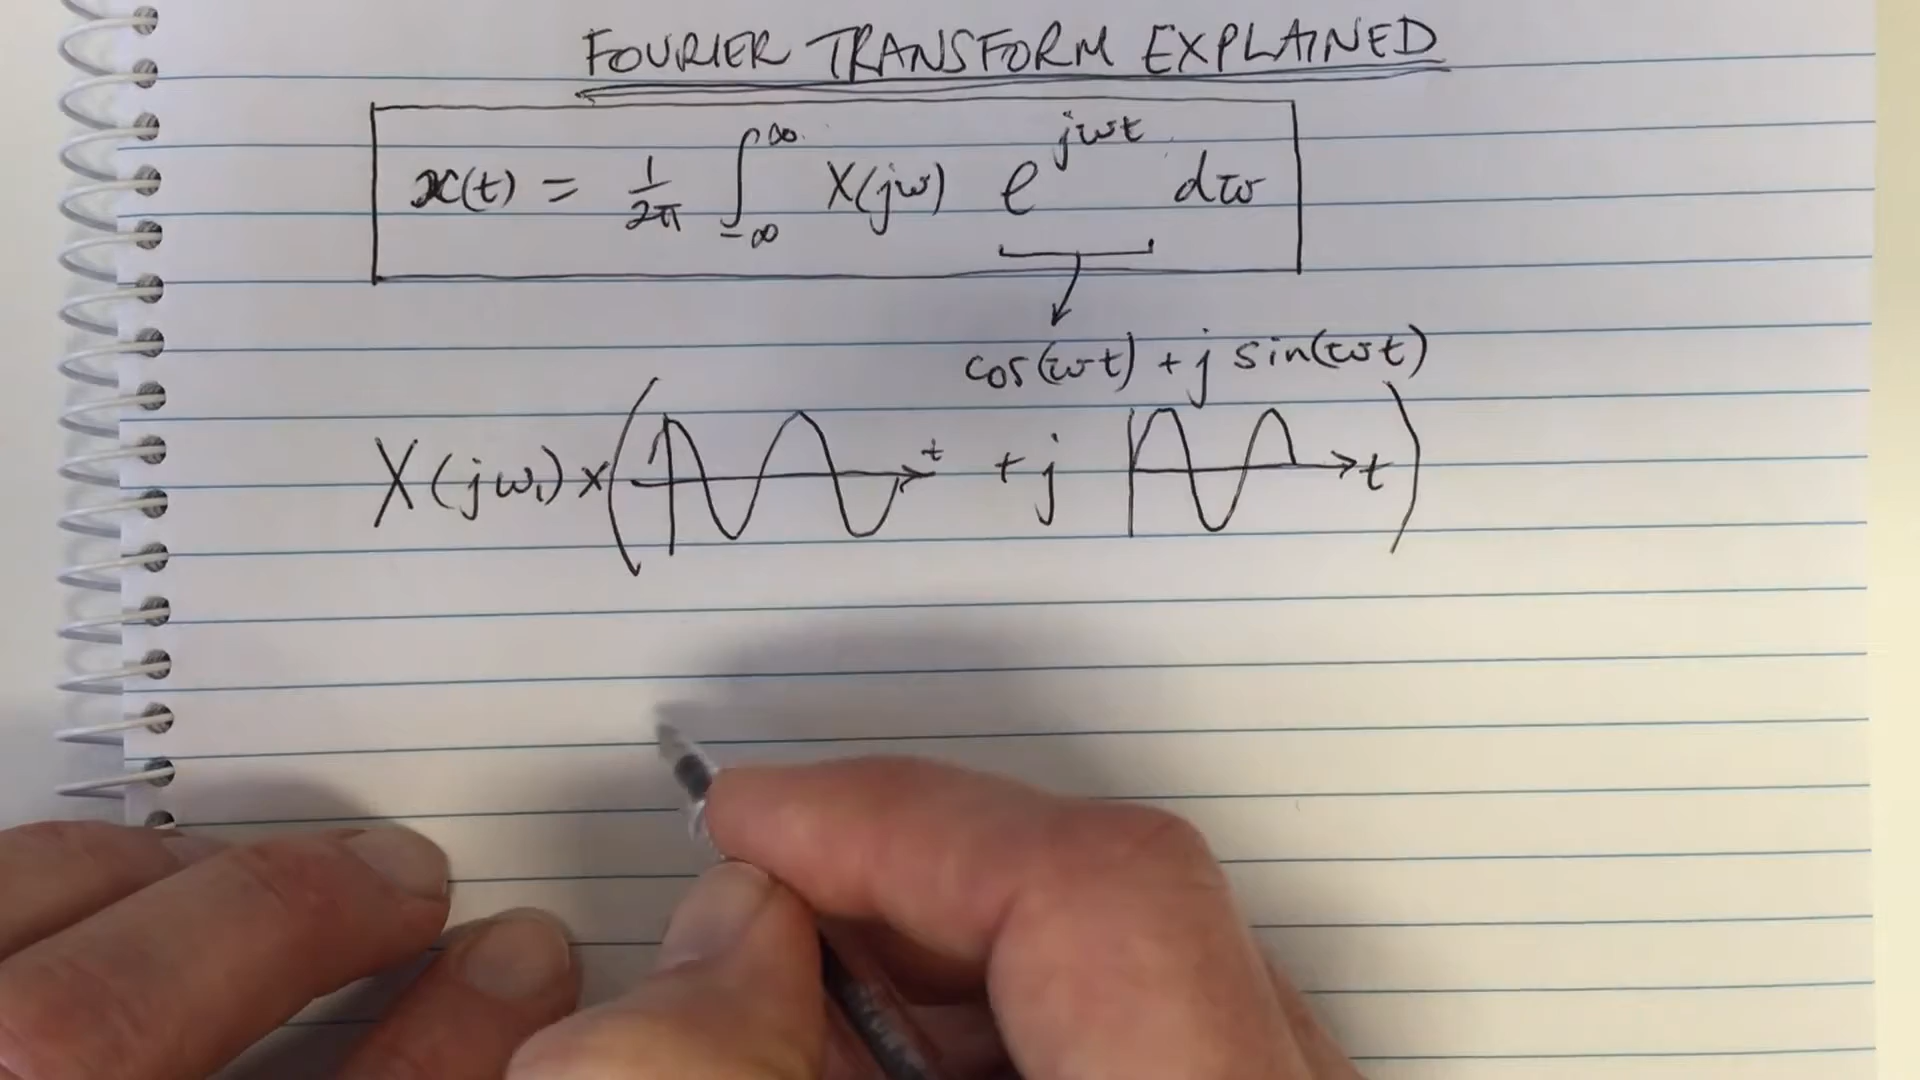 FOURIER TRANSFORM EXPLAINED
x(t) = 1/2π ∫_{-∞}^{∞} X(jω) e^{jωt} dω
cos(ωt) + j sin(ωt)
X(jω₁) × ( t + j t )